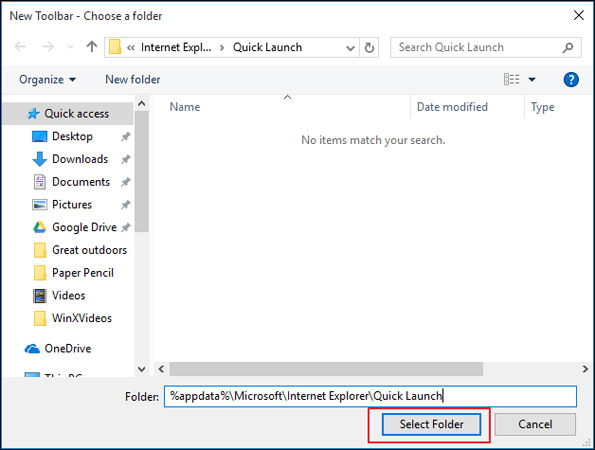 New Toolbar - Choose a folder
« Internet Expl... › Quick Launch
Search Quick Launch
Organize
New folder
?
Name
Date modified
Type
Quick access
Desktop
Downloads
Documents
Pictures
Google Drive
Great outdoors
Paper Pencil
Videos
WinXVideos
OneDrive
This PC
No items match your search.
Folder:
%appdata%\Microsoft\Internet Explorer\Quick Launch
Select Folder
Cancel